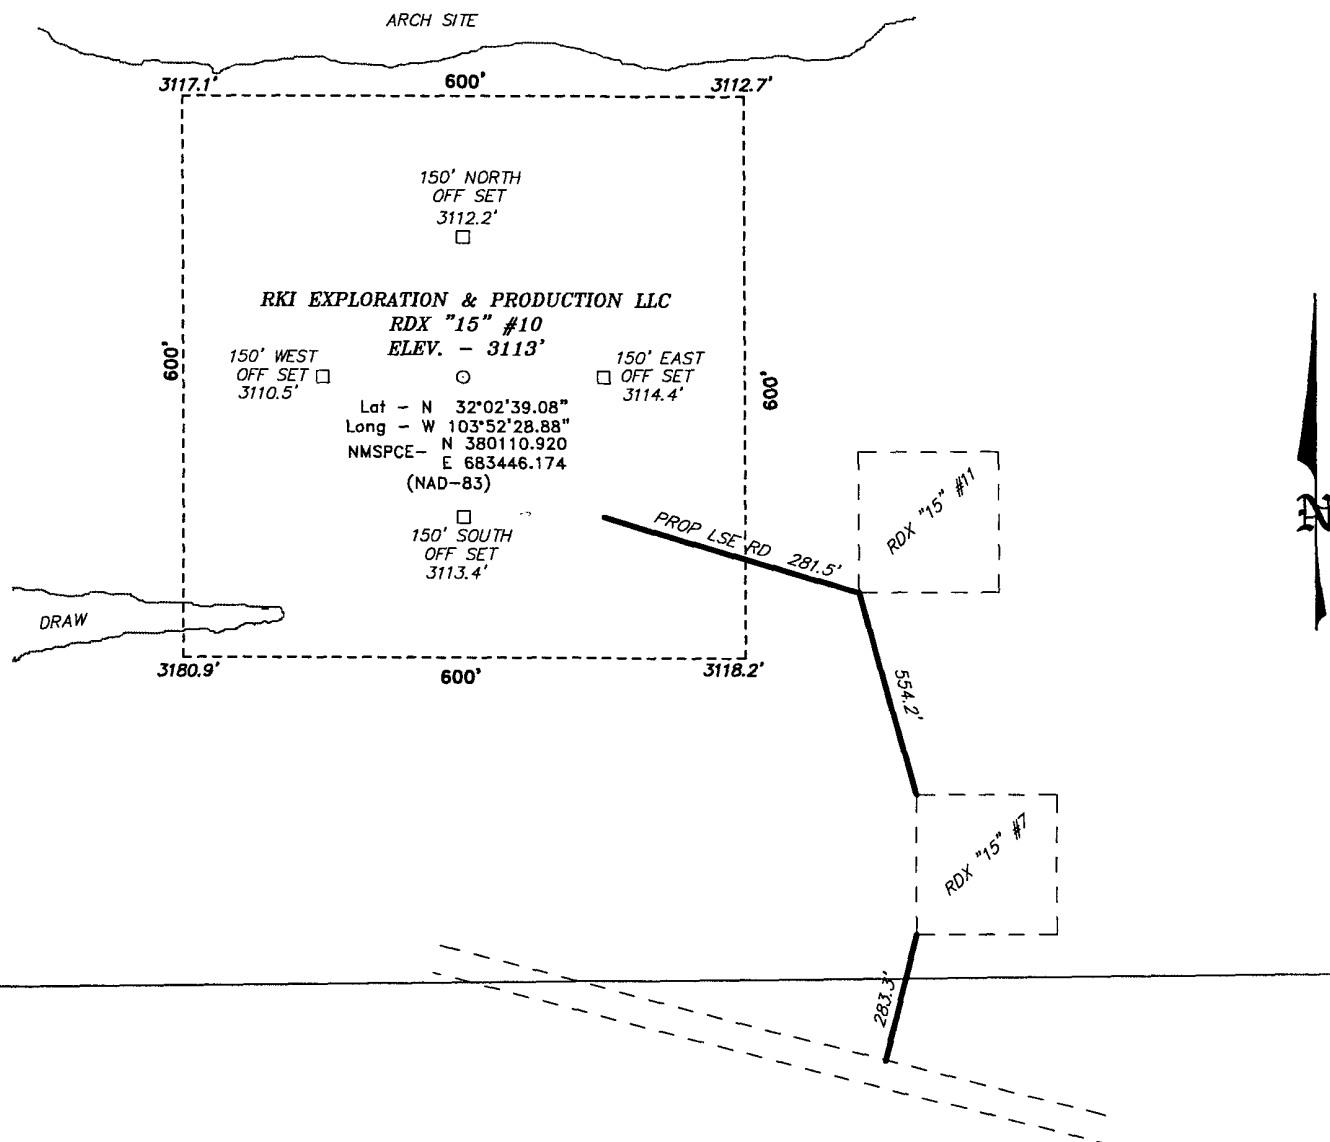 ARCH SITE
3117.1'
600'
3112.7'
150' NORTH
OFF SET
3112.2'
RKI EXPLORATION & PRODUCTION LLC
RDX "15" #10
ELEV. - 3113'
600'
150' WEST
OFF SET
3110.5'
150' EAST
OFF SET
3114.4'
600'
Lat - N 32°02'39.08"
Long - W 103°52'28.88"
NMSPCE- N 380110.920
E 683446.174
(NAD-83)
150' SOUTH
OFF SET
3113.4'
PROP LSE RD 281.5'
RDX "15" #11
N
DRAW
3180.9'
600'
3118.2'
554.2'
RDX "15" #7
283.3'